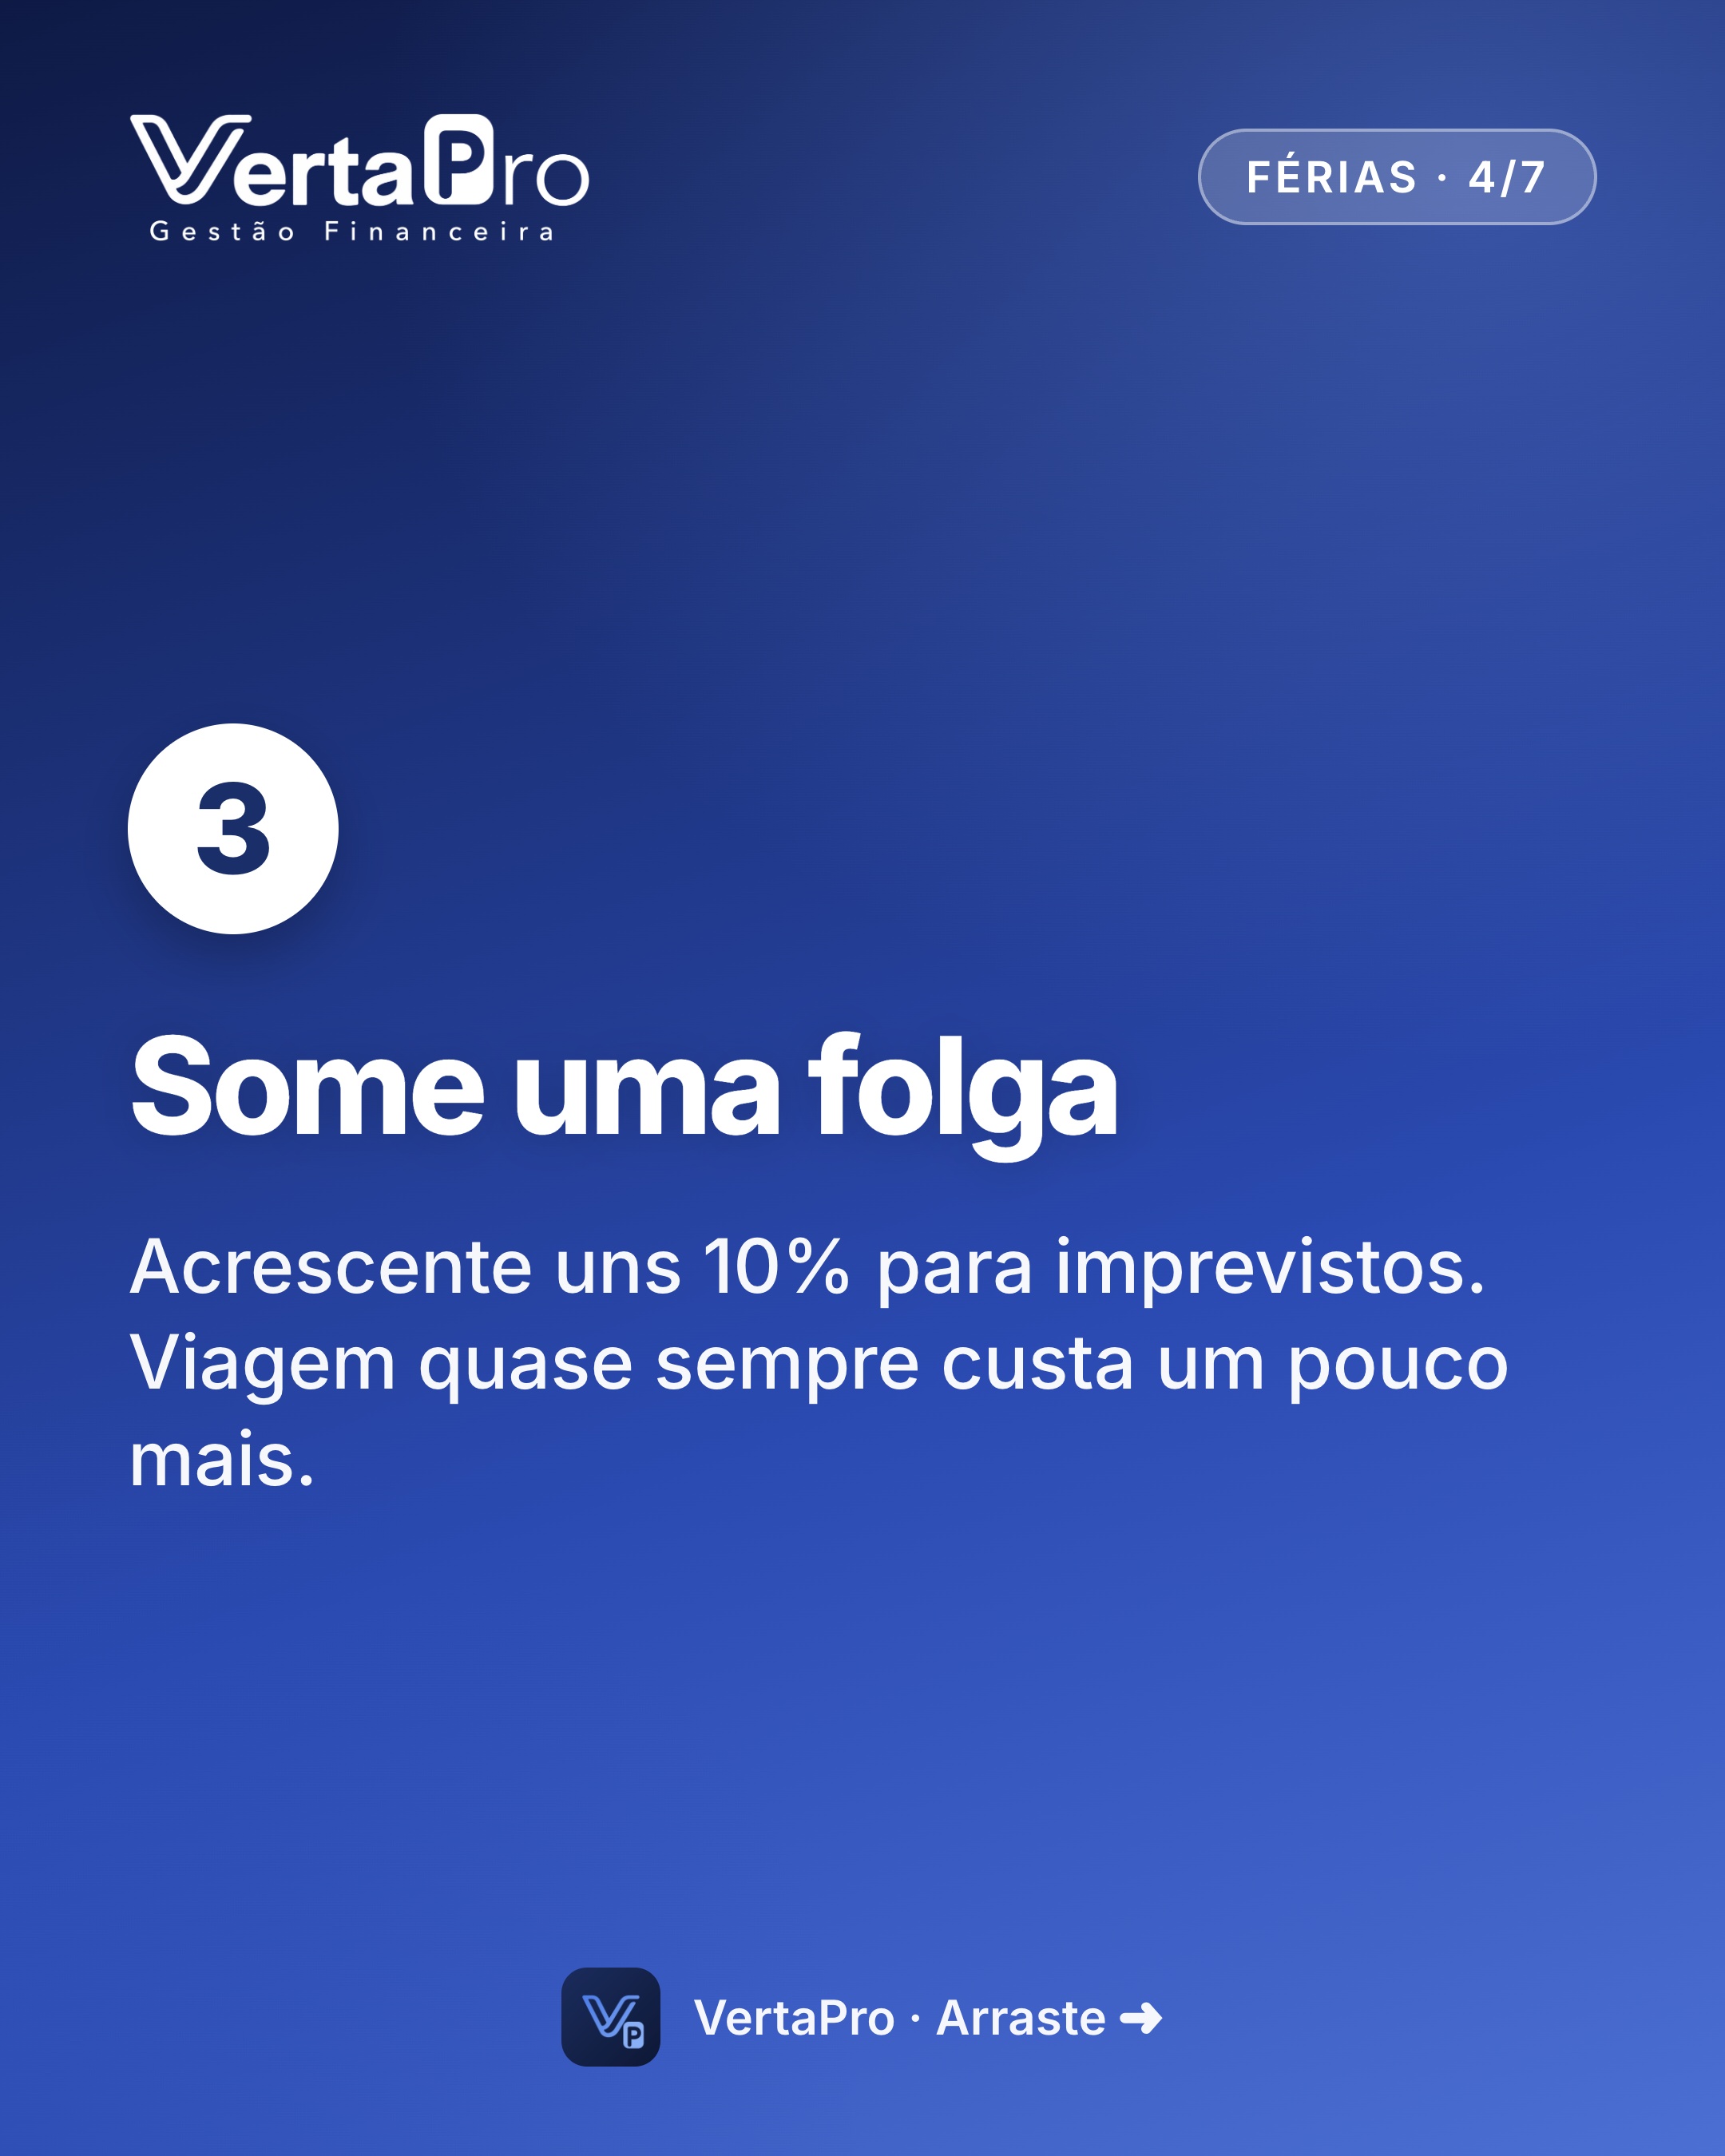 VertaPro
Gestão Financeira
FÉRIAS · 4/7
3
Some uma folga
Acrescente uns 10% para imprevistos.
Viagem quase sempre custa um pouco
mais.
VP
VertaPro · Arraste →